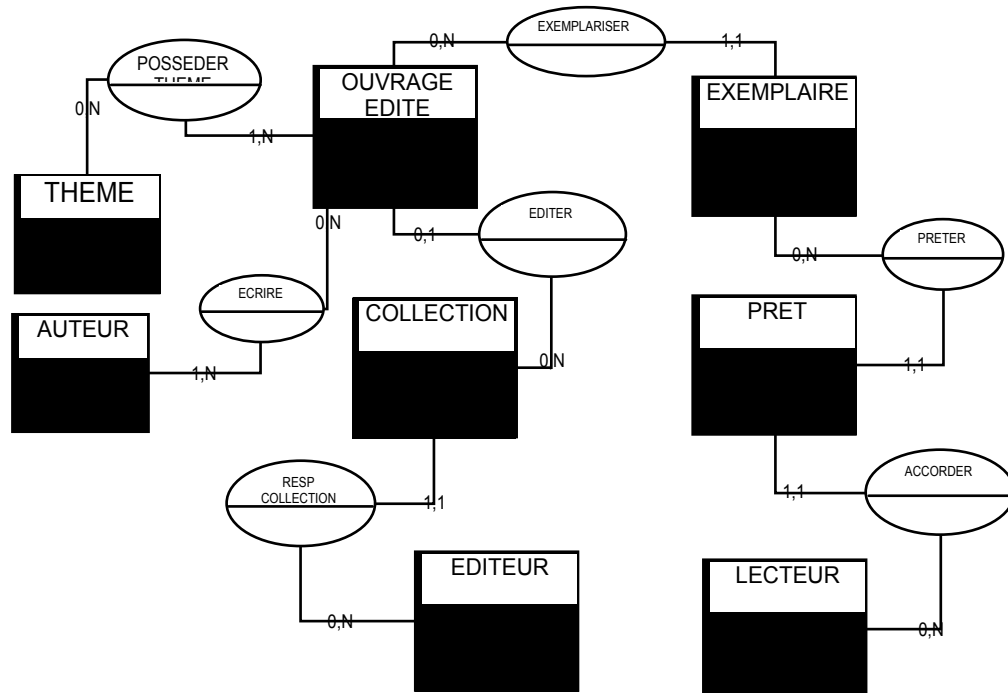 EXEMPLARISER
0,N
1,1
POSSEDER
THEME
OUVRAGE
EDITE
EXEMPLAIRE
0,N
1,N
THEME
EDITER
0,N
0,1
PRETER
0,N
ECRIRE
COLLECTION
PRET
AUTEUR
0,N
1,1
1,N
RESP
COLLECTION
ACCORDER
1,1
1,1
EDITEUR
LECTEUR
0,N
0,N